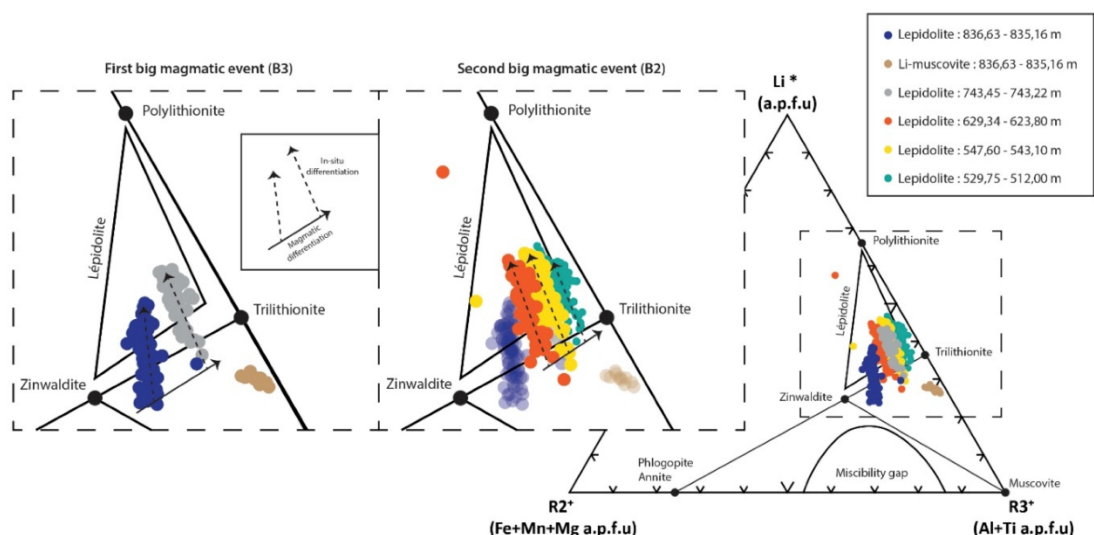 First big magmatic event (B3)
Polylithionite
In-situ
differentiation
Magmatic
differentiation
Lépidolite
Trilithionite
Zinwaldite
Second big magmatic event (B2)
Polylithionite
Lépidolite
Trilithionite
Zinwaldite
Lepidolite : 836,63 - 835,16 m
Li-muscovite : 836,63 - 835,16 m
Lepidolite : 743,45 - 743,22 m
Lepidolite : 629,34 - 623,80 m
Lepidolite : 547,60 - 543,10 m
Lepidolite : 529,75 - 512,00 m
Li *
(a.p.f.u)
Polylithionite
Lépidolite
Trilithionite
Zinwaldite
Phlogopite
Annite
Miscibility gap
Muscovite
R2⁺
(Fe+Mn+Mg a.p.f.u)
R3⁺
(Al+Ti a.p.f.u)